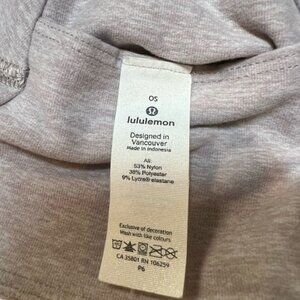 OS
lululemon
Designed in
Vancouver
Made in Indonesia
All:
53% Nylon
38% Polyester
9% Lycra®elastane
Exclusive of decoration
Wash with like colours
CA 35801 RN 106259
P6